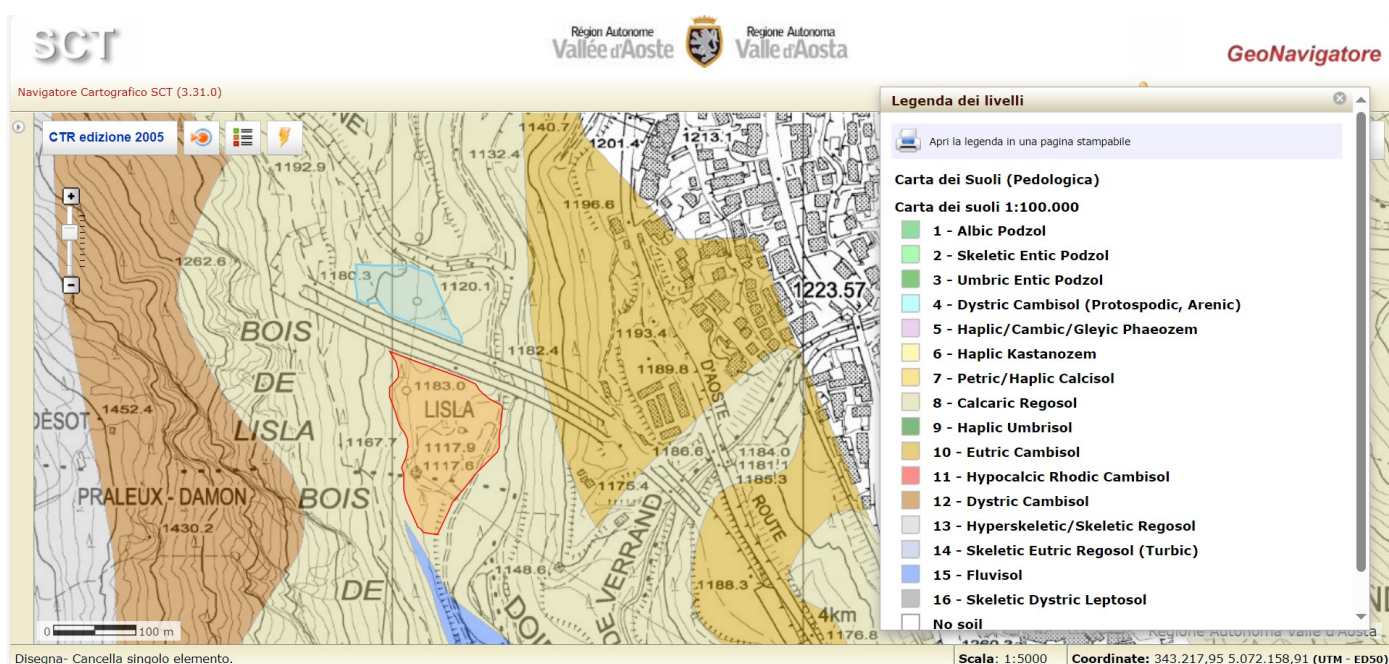 SCT
Région Autonome
Vallée d'Aoste
Regione Autonoma
Valle d'Aosta
GeoNavigatore
Navigatore Cartografico SCT (3.31.0)
CTR edizione 2005
1192.9
1132.4
1140.7
1201.4
1213.1
1196.6
1262.6
1180.3
1120.1
1223.57
BOIS
DE
LISLA
1193.4
1182.4
1189.8
D'AOSTE
1183.0
LISLA
1452.4
1167.7
1117.9
1117.6
1186.6
1184.0
1181.1
1185.3
PRALEUX - DAMON
BOIS
1175.4
ROUTE
1430.2
DE VERRAND
1148.6
DE
1188.3
4km
1176.8
0
100 m
Legenda dei livelli
Apri la legenda in una pagina stampabile
Carta dei Suoli (Pedologica)
Carta dei suoli 1:100.000
1 - Albic Podzol
2 - Skeletic Entic Podzol
3 - Umbric Entic Podzol
4 - Dystric Cambisol (Protospodic, Arenic)
5 - Haplic/Cambic/Gleyic Phaeozem
6 - Haplic Kastanozem
7 - Petric/Haplic Calcisol
8 - Calcaric Regosol
9 - Haplic Umbrisol
10 - Eutric Cambisol
11 - Hypocalcic Rhodic Cambisol
12 - Dystric Cambisol
13 - Hyperskeletic/Skeletic Regosol
14 - Skeletic Eutric Regosol (Turbic)
15 - Fluvisol
16 - Skeletic Dystric Leptosol
No soil
Regione Autonoma Valle d'Aosta
Disegna- Cancella singolo elemento.
Scala: 1:5000
Coordinate: 343.217,95 5.072.158,91 (UTM - ED50)